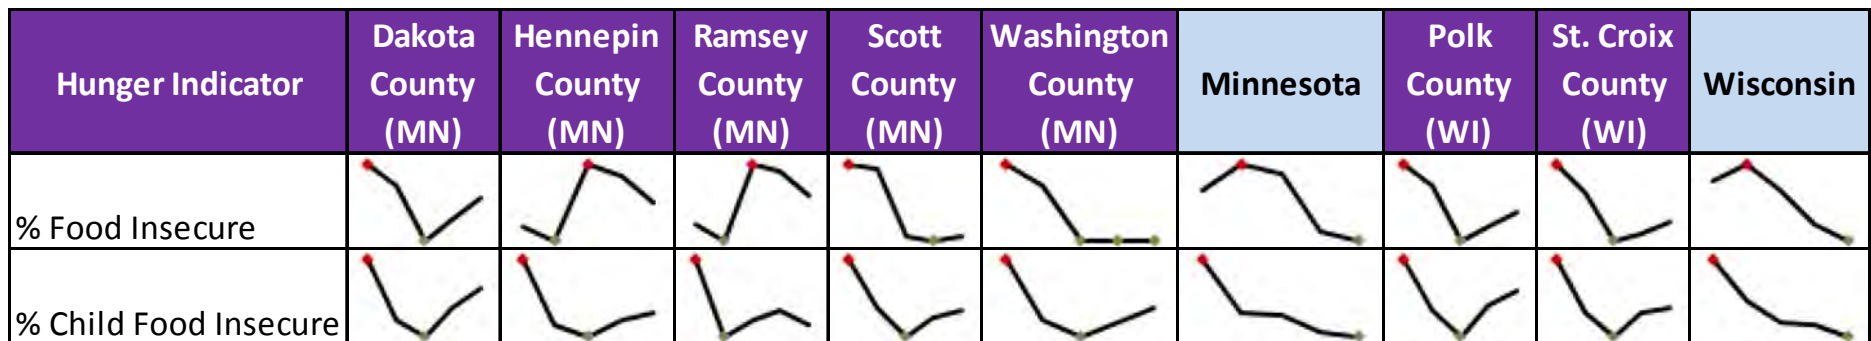 Hunger Indicator
Dakota
County
(MN)
Hennepin
County
(MN)
Ramsey
County
(MN)
Scott
County
(MN)
Washington
County
(MN)
Minnesota
Polk
County
(WI)
St. Croix
County
(WI)
Wisconsin
% Food Insecure
% Child Food Insecure